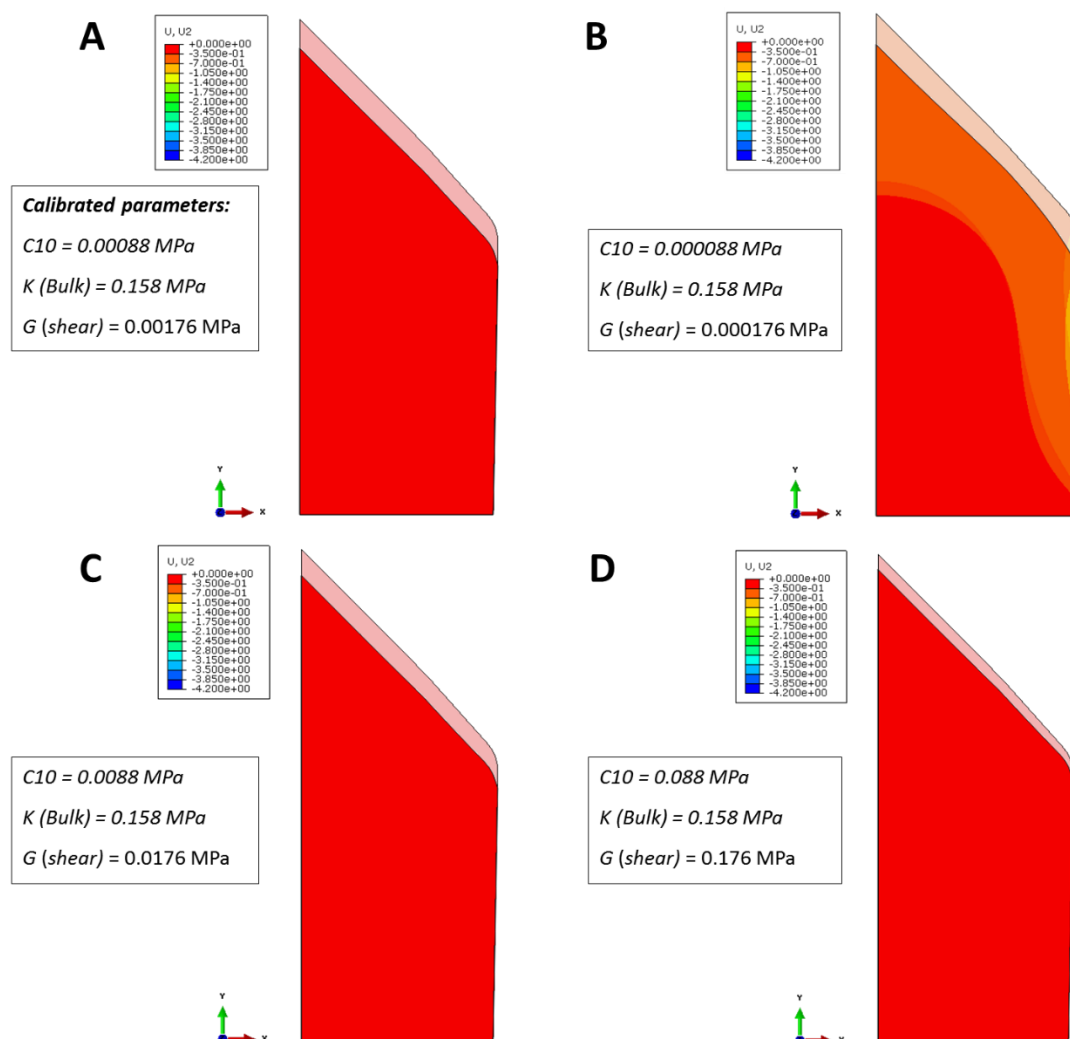 A
U, U2
+0.000e+00
-3.500e-01
-7.000e-01
-1.050e+00
-1.400e+00
-1.750e+00
-2.100e+00
-2.450e+00
-2.800e+00
-3.150e+00
-3.500e+00
-3.850e+00
-4.200e+00
Calibrated parameters:
C10 = 0.00088 MPa
K (Bulk) = 0.158 MPa
G (shear) = 0.00176 MPa
Y
X
B
U, U2
+0.000e+00
-3.500e-01
-7.000e-01
-1.050e+00
-1.400e+00
-1.750e+00
-2.100e+00
-2.450e+00
-2.800e+00
-3.150e+00
-3.500e+00
-3.850e+00
-4.200e+00
C10 = 0.000088 MPa
K (Bulk) = 0.158 MPa
G (shear) = 0.000176 MPa
Y
X
C
U, U2
+0.000e+00
-3.500e-01
-7.000e-01
-1.050e+00
-1.400e+00
-1.750e+00
-2.100e+00
-2.450e+00
-2.800e+00
-3.150e+00
-3.500e+00
-3.850e+00
-4.200e+00
C10 = 0.0088 MPa
K (Bulk) = 0.158 MPa
G (shear) = 0.0176 MPa
Y
X
D
U, U2
+0.000e+00
-3.500e-01
-7.000e-01
-1.050e+00
-1.400e+00
-1.750e+00
-2.100e+00
-2.450e+00
-2.800e+00
-3.150e+00
-3.500e+00
-3.850e+00
-4.200e+00
C10 = 0.088 MPa
K (Bulk) = 0.158 MPa
G (shear) = 0.176 MPa
Y
X